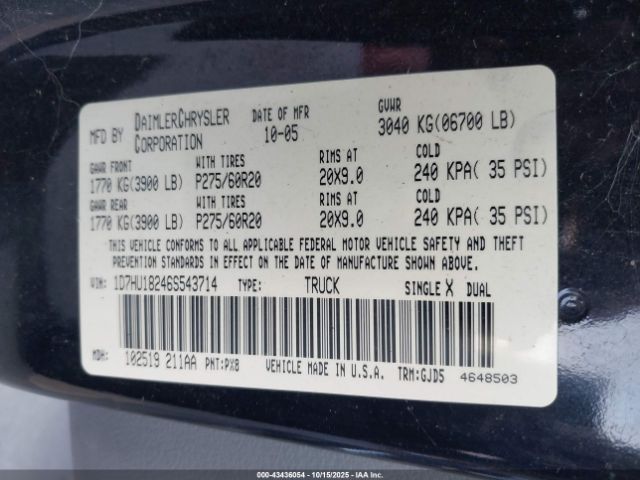 MFD BY DAIMLERCHRYSLER CORPORATION DATE OF MFR 10-05 GVWR 3040 KG(06700 LB)
GAWR FRONT WITH TIRES RIMS AT COLD
1770 KG(3900 LB) P275/60R20 20X9.0 240 KPA( 35 PSI)
GAWR REAR WITH TIRES RIMS AT COLD
1770 KG(3900 LB) P275/60R20 20X9.0 240 KPA( 35 PSI)
THIS VEHICLE CONFORMS TO ALL APPLICABLE FEDERAL MOTOR VEHICLE SAFETY AND THEFT
PREVENTION STANDARDS IN EFFECT ON THE DATE OF MANUFACTURE SHOWN ABOVE.
VIN: 1D7HU18246S543714 TYPE: TRUCK SINGLE X DUAL
MDH: 102519 211AA PNT:PXB VEHICLE MADE IN U.S.A. TRM:GJD5 4648503
000-43436054 - 10/15/2025 - IAA Inc.